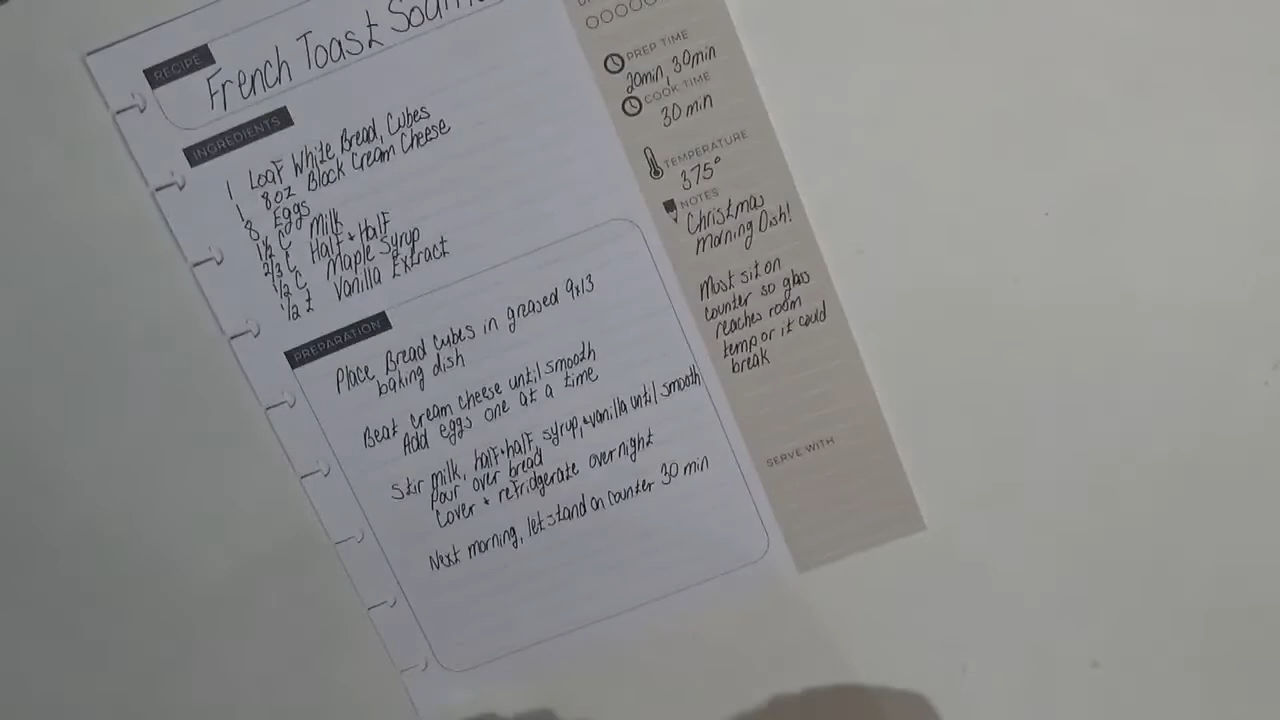 RECIPE
French Toast
INGREDIENTS
1 Loaf White Bread, Cubes
1 8oz Block Cream Cheese
8 Eggs
1½ C Milk
2/3 C Half + Half
1/2 C Maple Syrup
1/2 t Vanilla Extract
PREPARATION
Place Bread Cubes in greased 9x13
baking dish
Beat cream cheese until smooth
Add eggs one at a time
Stir milk, half+half, syrup, +vanilla until smooth
Pour over bread
Cover + refridgerate overnight
Next morning, let stand on counter 30 min
PREP TIME
20min, 30min
COOK TIME
30 min
TEMPERATURE
375°
NOTES
Christmas
morning Dish!
Must sit on
counter so glass
reaches room
temp or it could
break
SERVE WITH